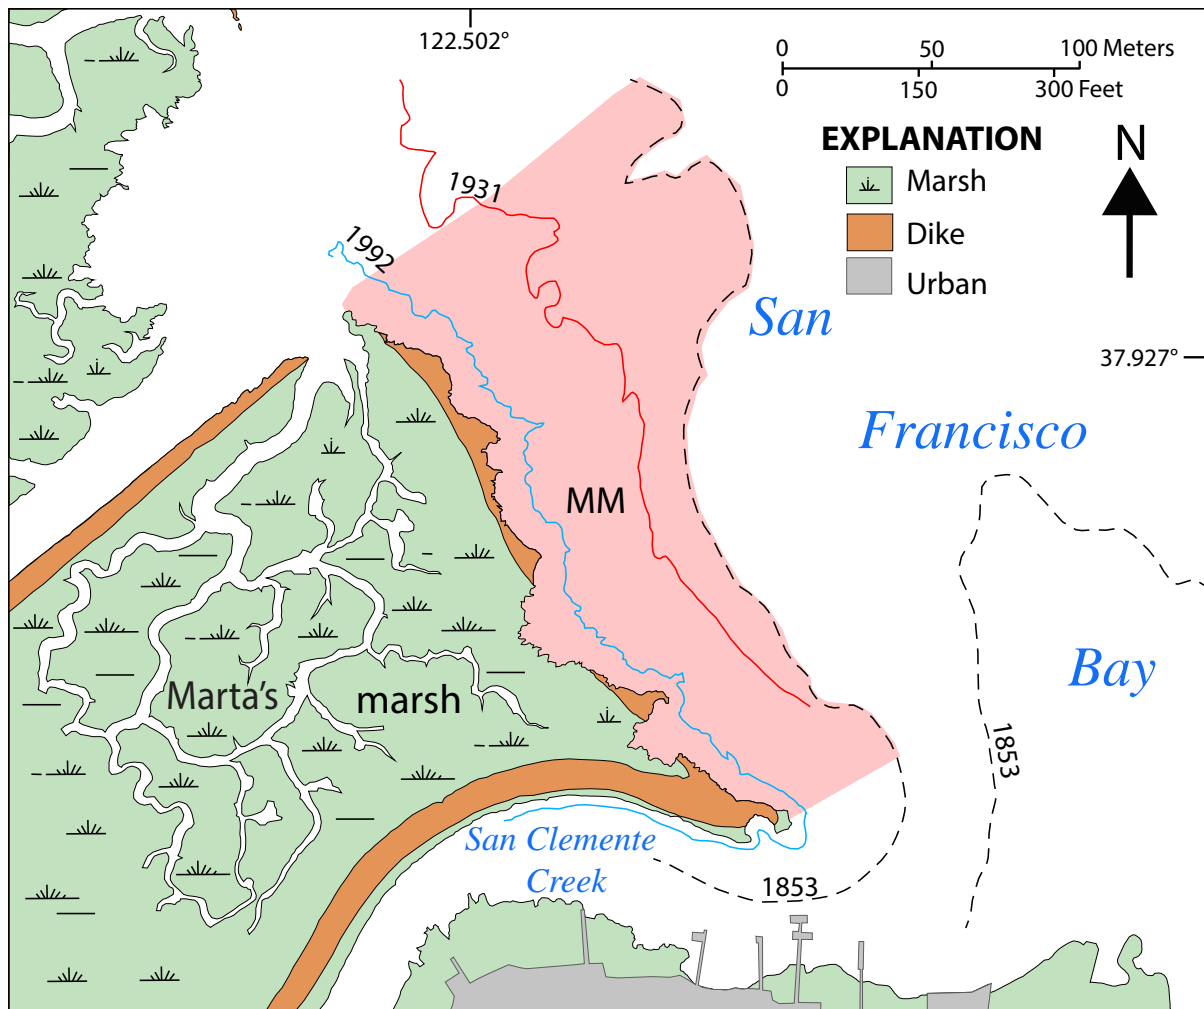 122.502°
0 50 100 Meters
0 150 300 Feet
EXPLANATION
Marsh
Dike
Urban
N
1931
1992
San
37.927°
Francisco
MM
Bay
Marta's marsh
1853
San Clemente
Creek
1853